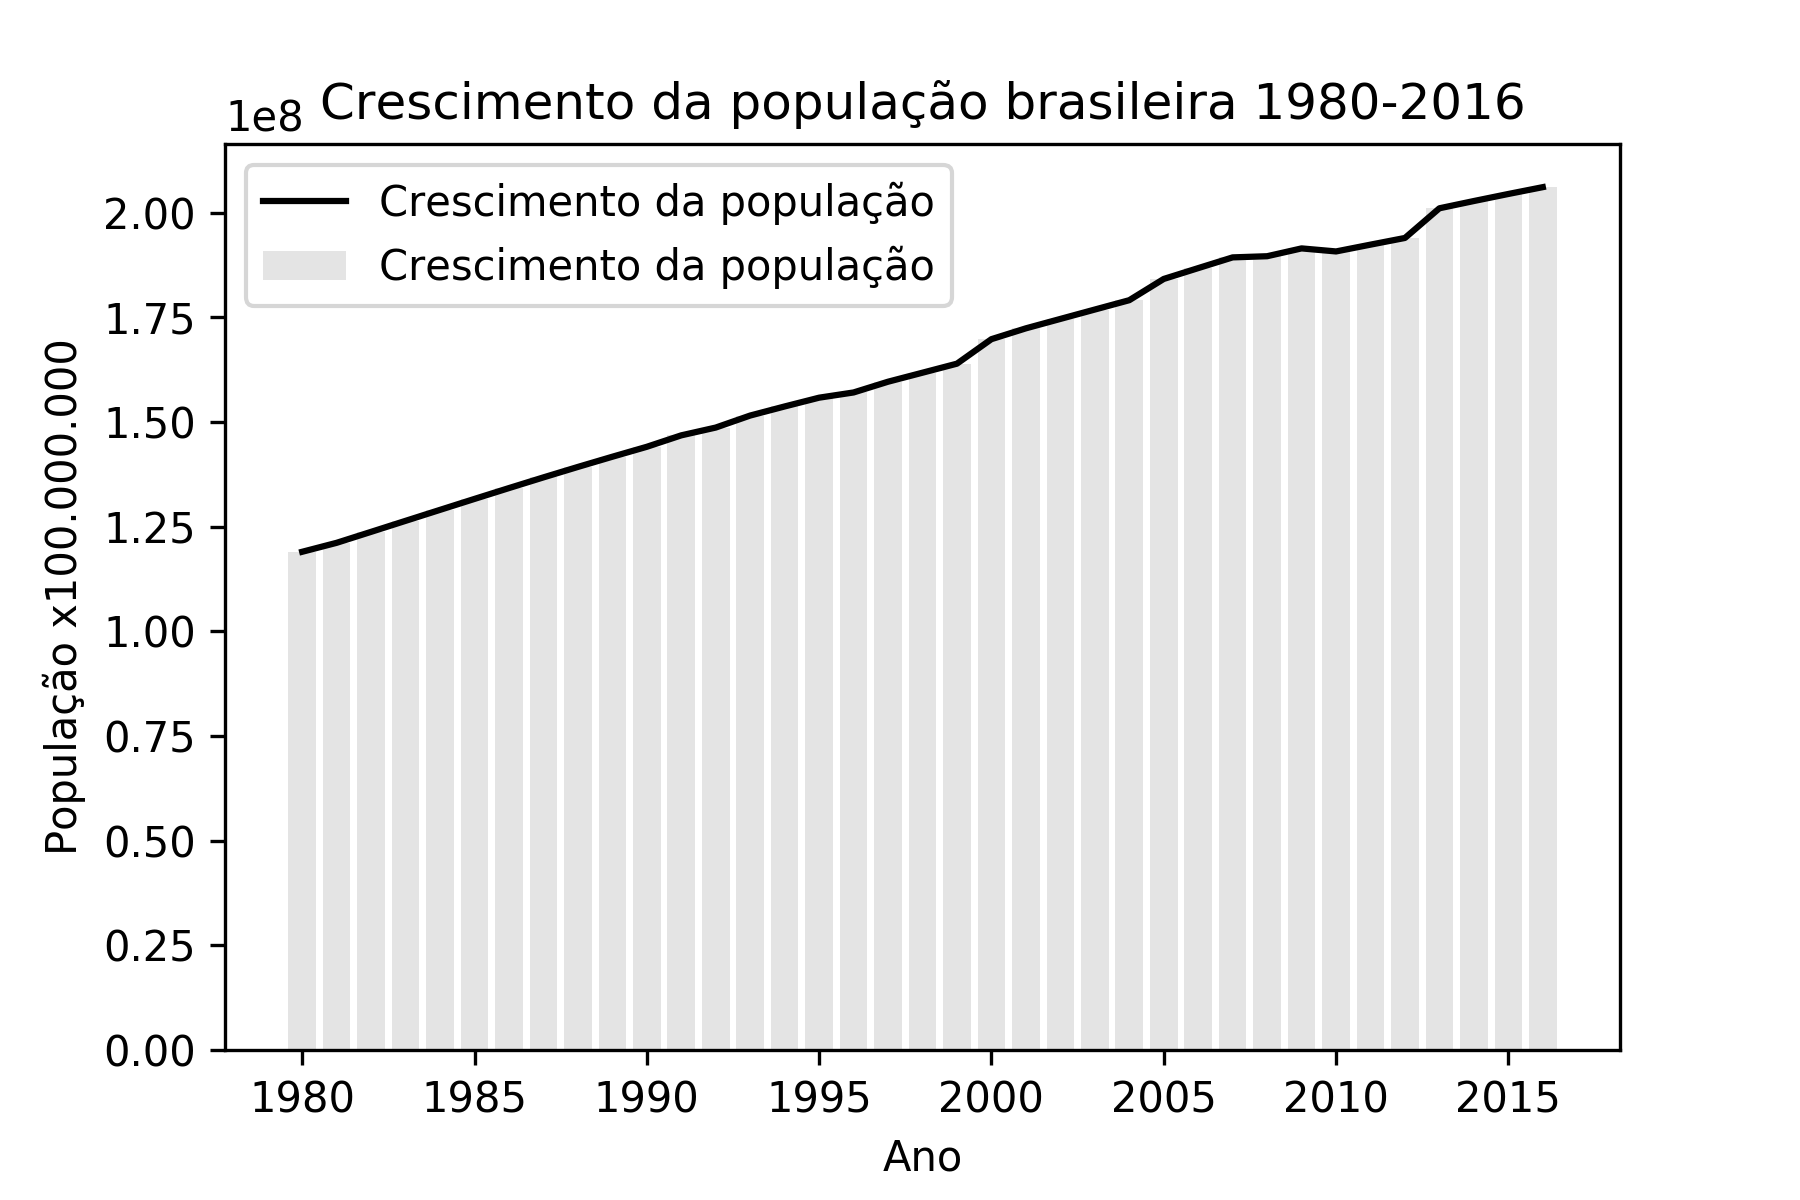 Crescimento da população brasileira 1980-2016
1e8
Crescimento da população
Crescimento da população
População x100.000.000
2.00
1.75
1.50
1.25
1.00
0.75
0.50
0.25
0.00
1980 1985 1990 1995 2000 2005 2010 2015
Ano